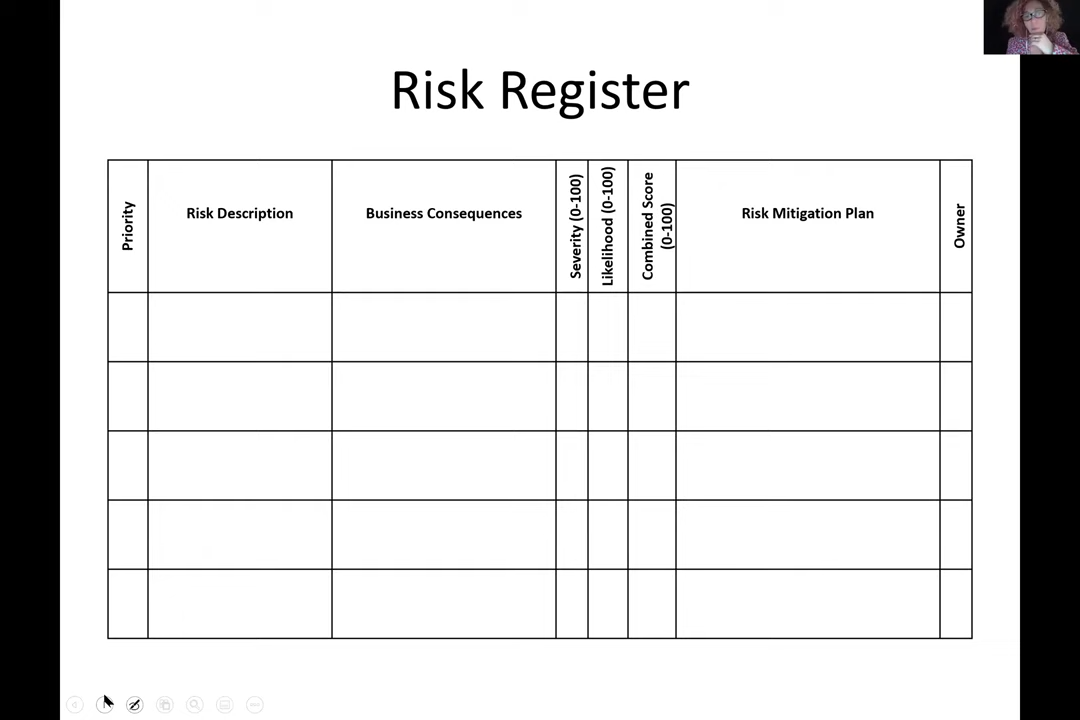 Risk Register
Priority
Risk Description
Business Consequences
Severity (0-100)
Likelihood (0-100)
Combined Score
(0-100)
Risk Mitigation Plan
Owner